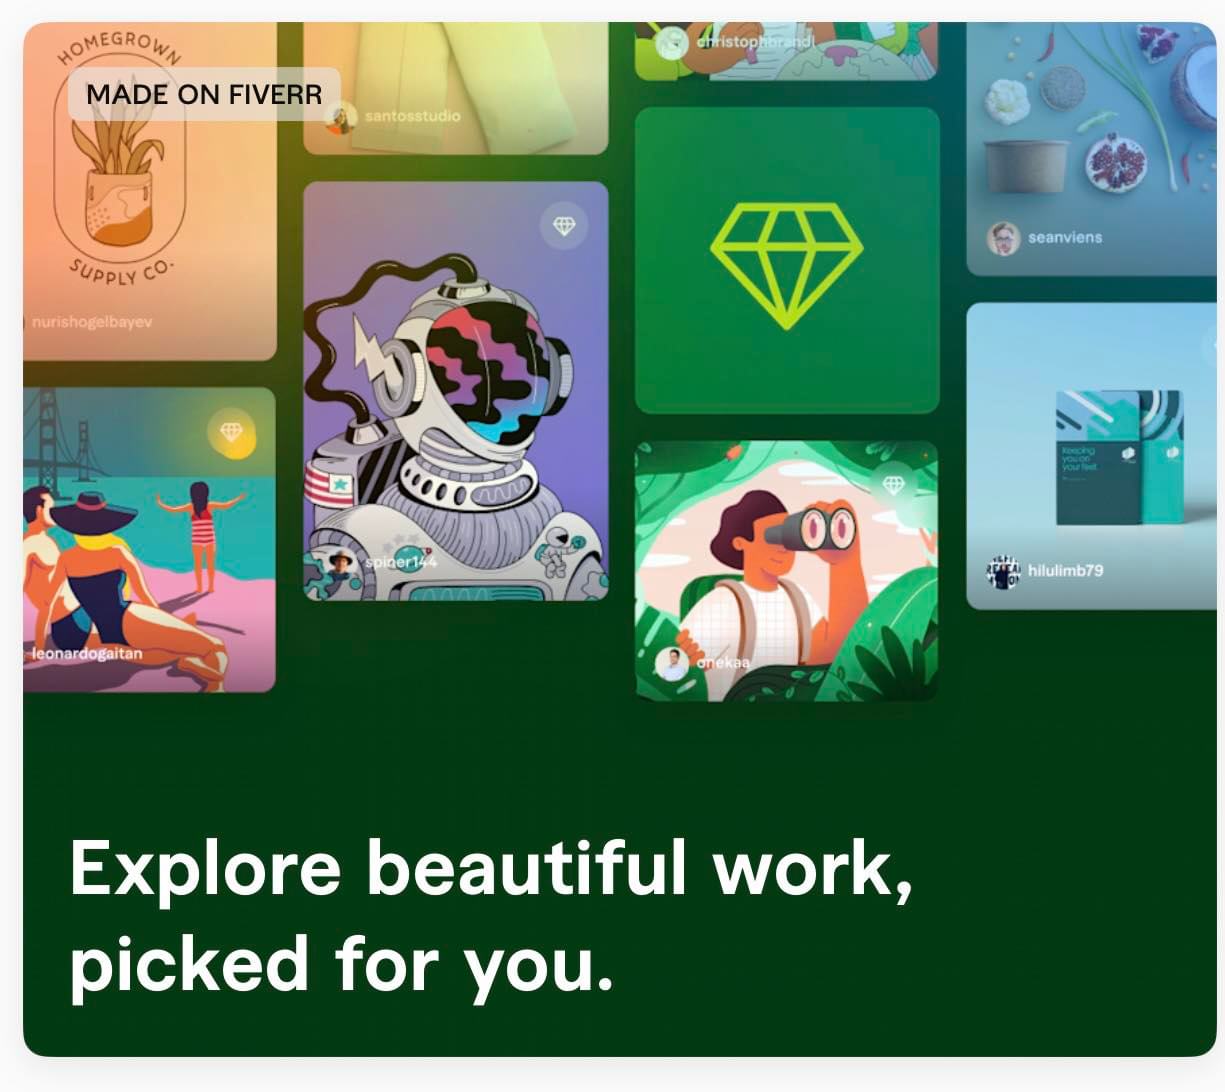 HOMEGROWN
MADE ON FIVERR
SUPPLY CO.
nurishogelbayev
leonardogaitan
santosstudio
spiner144
christophbrandl
onekaa
seanviens
Keeping
you on
your feet
hilulimb79
Explore beautiful work,
picked for you.